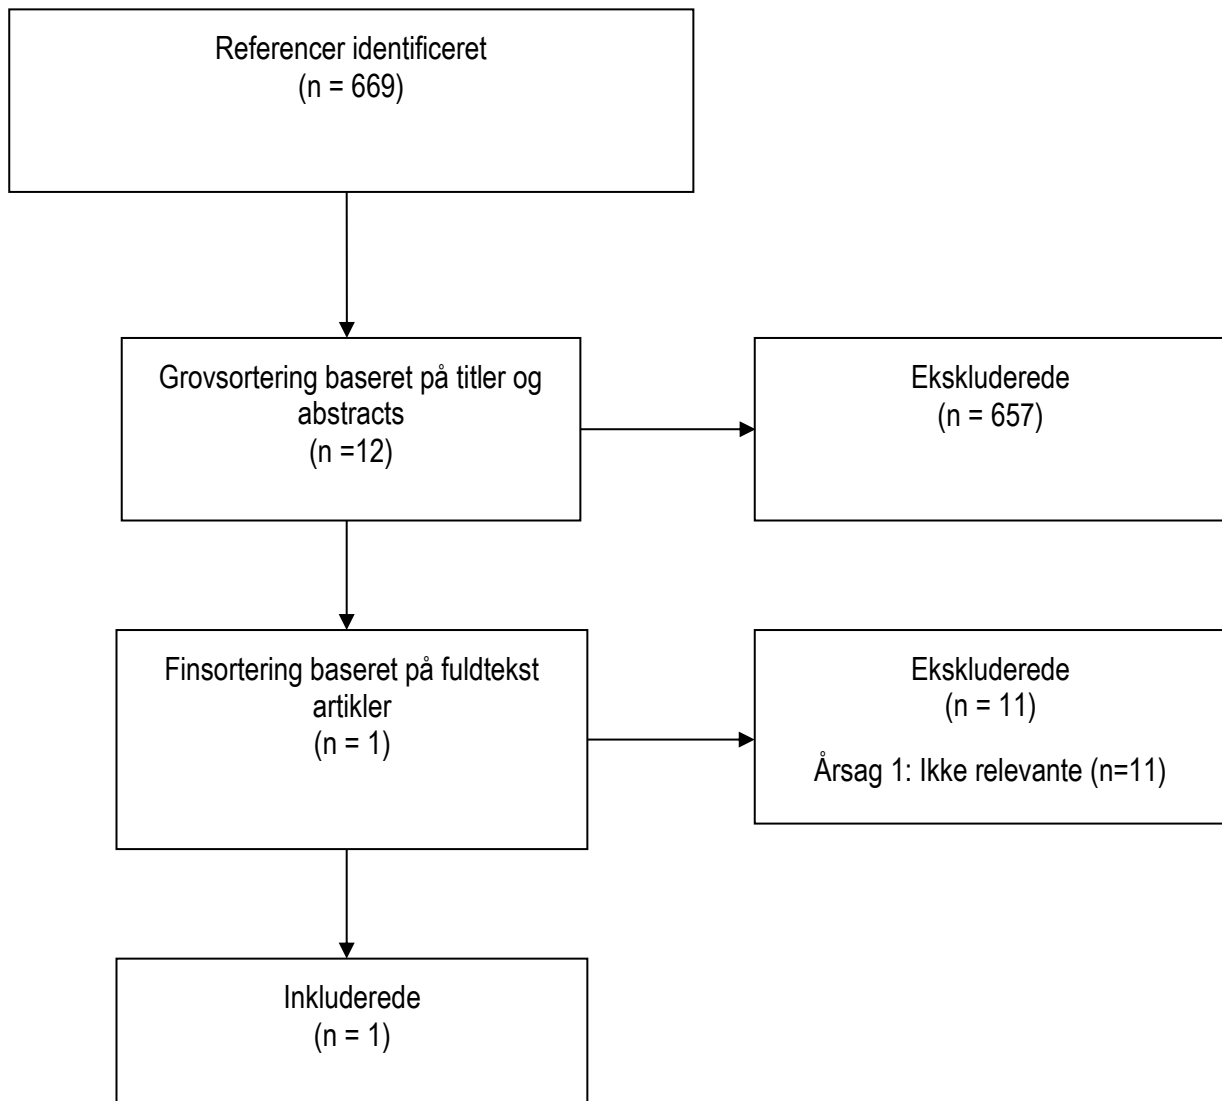 Referencer identificeret
(n = 669)
Grovsortering baseret på titler og
abstracts
(n =12)
Ekskluderede
(n = 657)
Finsortering baseret på fuldtekst
artikler
(n = 1)
Ekskluderede
(n = 11)
Årsag 1: Ikke relevante (n=11)
Inkluderede
(n = 1)